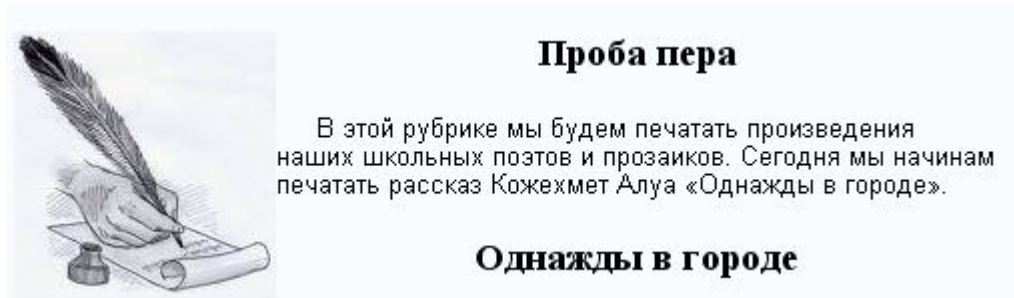 Проба пера
В этой рубрике мы будем печатать произведения
наших школьных поэтов и прозаиков. Сегодня мы начинам
печатать рассказ Кожехмет Алуа «Однажды в городе».
Однажды в городе